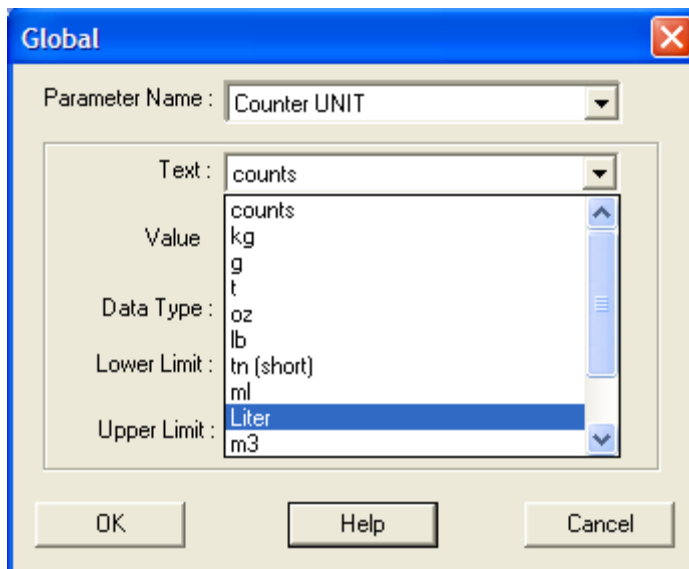 Global
Parameter Name : Counter UNIT
Text : counts
counts
Value kg
g
t
Data Type : oz
lb
Lower Limit : tn (short)
ml
Liter
Upper Limit : m3
OK Help Cancel